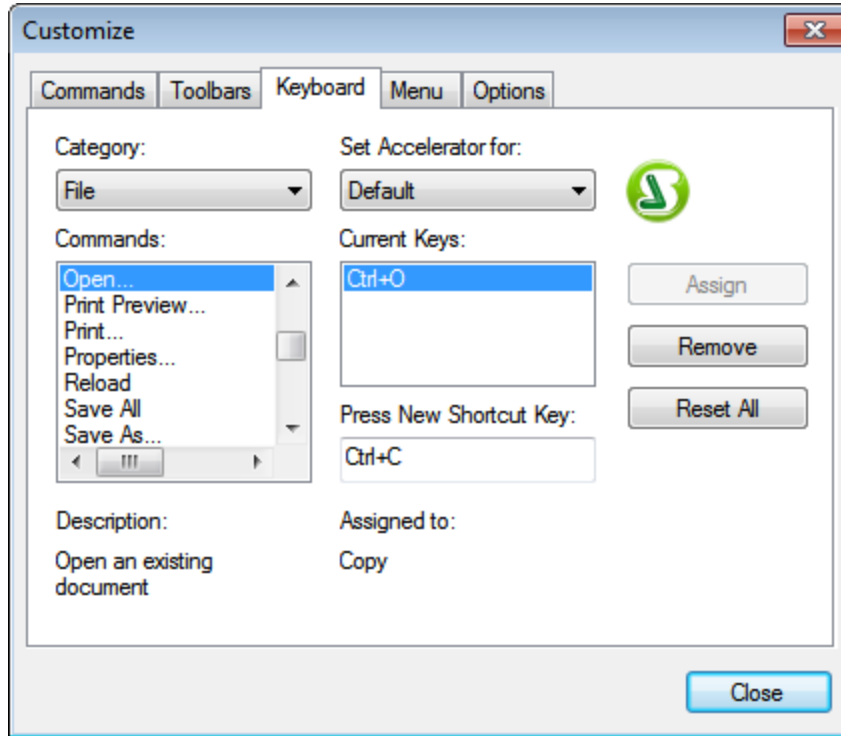 Customize
Commands Toolbars Keyboard Menu Options
Category: Set Accelerator for:
File Default
Commands: Current Keys:
Open... Ctrl+O
Print Preview...
Print...
Properties...
Reload
Save All
Save As...
Assign
Remove
Reset All
Press New Shortcut Key:
Ctrl+C
Description: Assigned to:
Open an existing Copy
document
Close